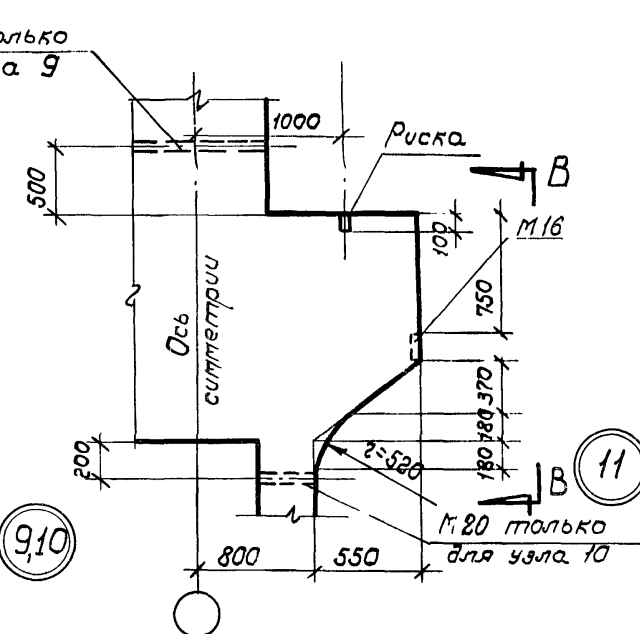 олько
а 9
1000
Риска
В
500
100
М16
750
Ось
симметрии
370
180
180
200
r=520
11
В
9,10
М20 только
для узла 10
800
550